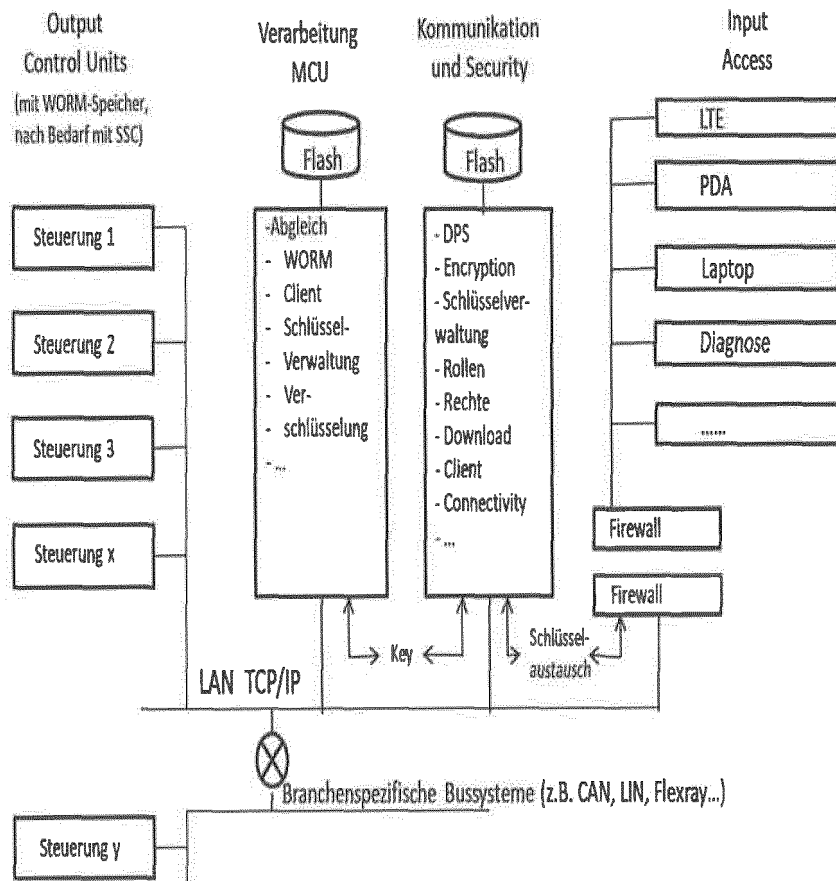 Output
Control Units
(mit WORM-Speicher,
nach Bedarf mit SSC)
Verarbeitung
MCU
Kommunikation
und Security
Input
Access
Flash
Flash
LTE
PDA
Laptop
Diagnose
......
Steuerung 1
Steuerung 2
Steuerung 3
Steuerung x
-Abgleich
- WORM
- Client
- Schlüssel-
- Verwaltung
- Ver-
- schlüsselung
- ...
- DPS
- Encryption
- Schlüsselver-
waltung
- Rollen
- Rechte
- Download
- Client
- Connectivity
- ...
Firewall
Firewall
Key
Schlüssel-
austausch
LAN TCP/IP
Branchenspezifische Bussysteme (z.B. CAN, LIN, Flexray...)
Steuerung y